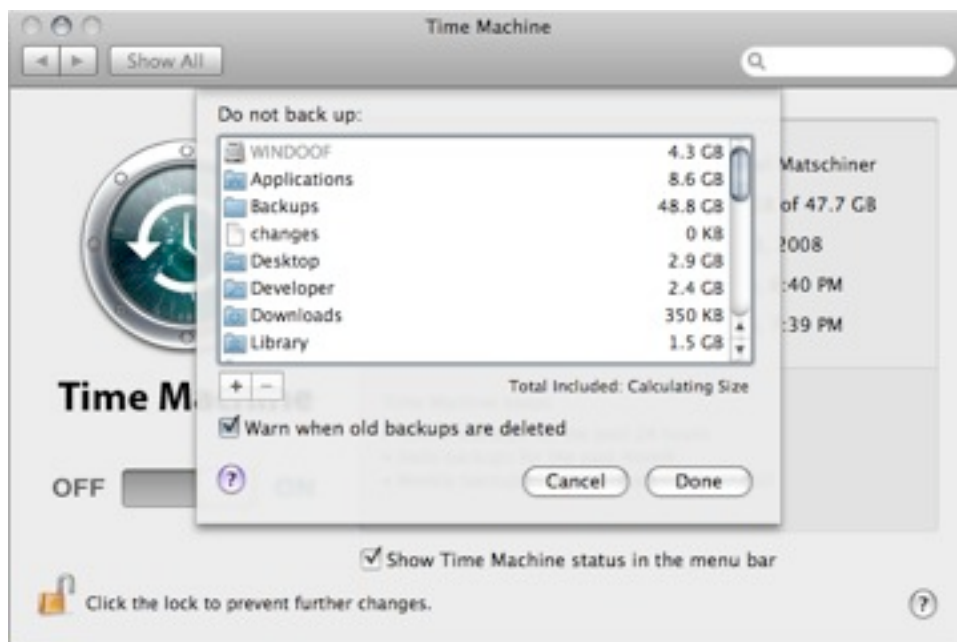 Time Machine
Show All
Do not back up:
WINDOOF 4.3 GB
Applications 8.6 GB
Backups 48.8 GB
changes 0 KB
Desktop 2.9 GB
Developer 2.4 GB
Downloads 350 KB
Library 1.5 GB
Matschiner
of 47.7 GB
2008
:40 PM
:39 PM
+ −
Total Included: Calculating Size
Time Machine
Warn when old backups are deleted
OFF
ON
?
Cancel
Done
Show Time Machine status in the menu bar
Click the lock to prevent further changes.
?